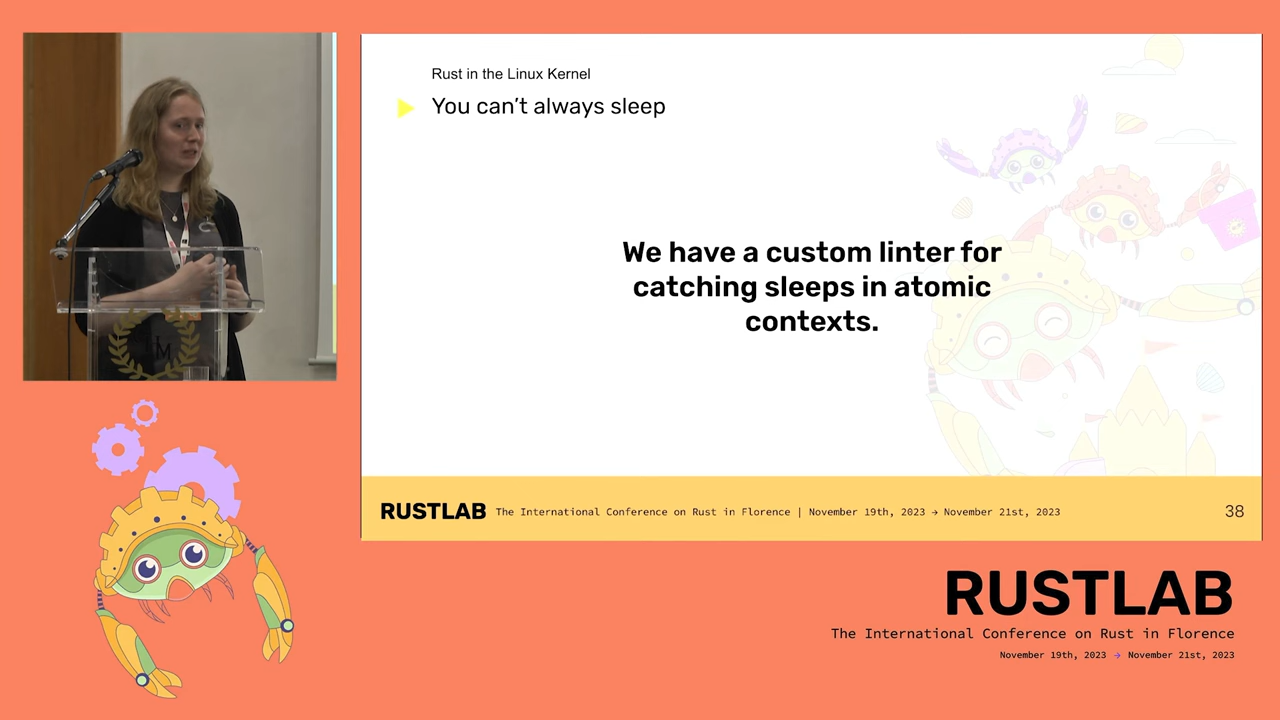 Rust in the Linux Kernel
You can't always sleep
We have a custom linter for
catching sleeps in atomic
contexts.
RUSTLAB The International Conference on Rust in Florence | November 19th, 2023 → November 21st, 2023 38
RUSTLAB
The International Conference on Rust in Florence
November 19th, 2023 → November 21st, 2023